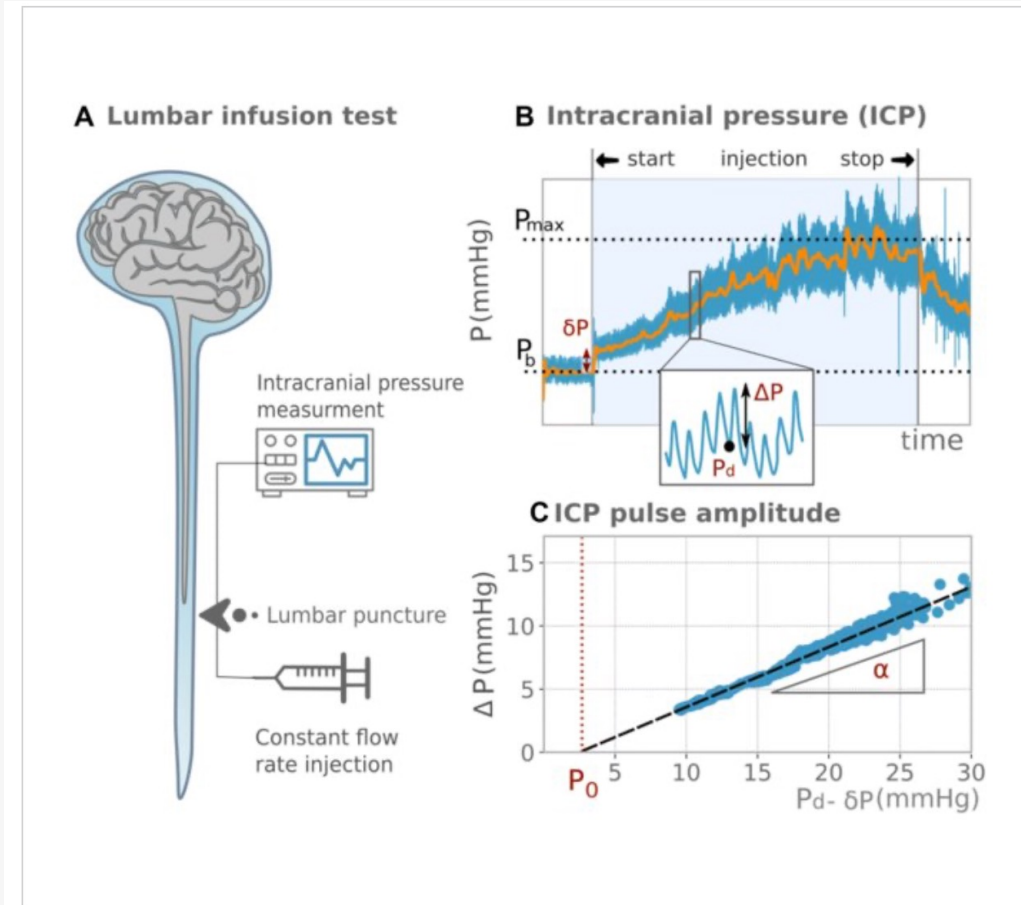 A Lumbar infusion test
Intracranial pressure
measurment
Lumbar puncture
Constant flow
rate injection
B Intracranial pressure (ICP)
start injection stop
P(mmHg)
Pmax
δP
Pb
ΔP
Pd
time
C ICP pulse amplitude
ΔP(mmHg)
15
10
5
0
α
P0
5 10 15 20 25 30
Pd- δP(mmHg)